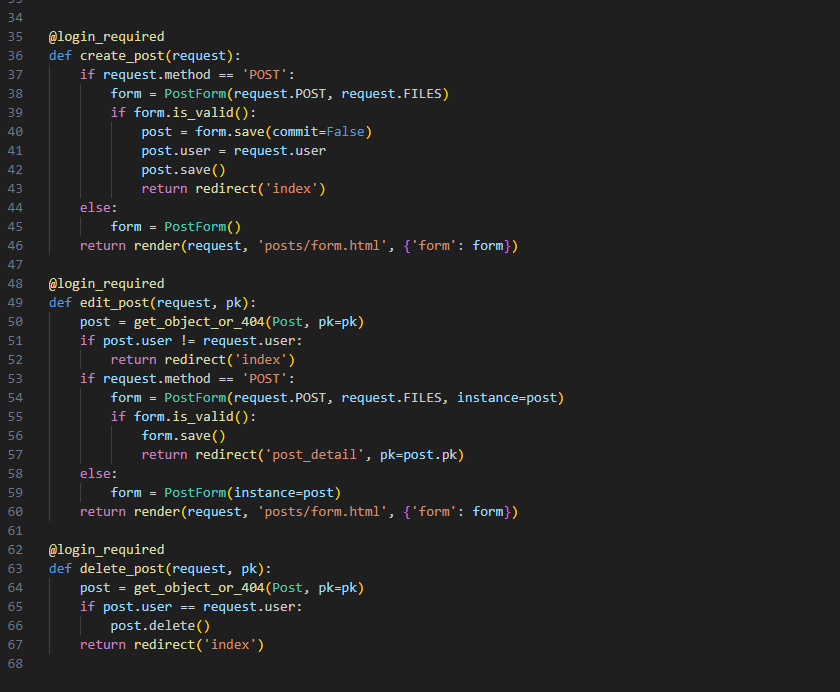 34
35 @login_required
36 def create_post(request):
37     if request.method == 'POST':
38         form = PostForm(request.POST, request.FILES)
39         if form.is_valid():
40             post = form.save(commit=False)
41             post.user = request.user
42             post.save()
43             return redirect('index')
44     else:
45         form = PostForm()
46     return render(request, 'posts/form.html', {'form': form})
47
48 @login_required
49 def edit_post(request, pk):
50     post = get_object_or_404(Post, pk=pk)
51     if post.user != request.user:
52         return redirect('index')
53     if request.method == 'POST':
54         form = PostForm(request.POST, request.FILES, instance=post)
55         if form.is_valid():
56             form.save()
57             return redirect('post_detail', pk=post.pk)
58     else:
59         form = PostForm(instance=post)
60     return render(request, 'posts/form.html', {'form': form})
61
62 @login_required
63 def delete_post(request, pk):
64     post = get_object_or_404(Post, pk=pk)
65     if post.user == request.user:
66         post.delete()
67     return redirect('index')
68